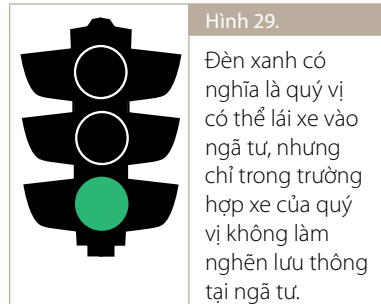 Hình 29.
Đèn xanh có
nghĩa là quý vị
có thể lái xe vào
ngã tư, nhưng
chỉ trong trường
hợp xe của quý
vị không làm
nghẽn lưu thông
tại ngã tư.